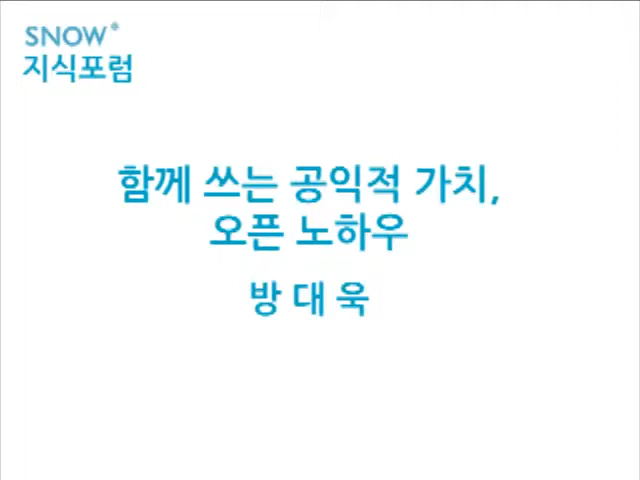 SNOW*
지식포럼
함께 쓰는 공익적 가치,
오픈 노하우
방 대 욱